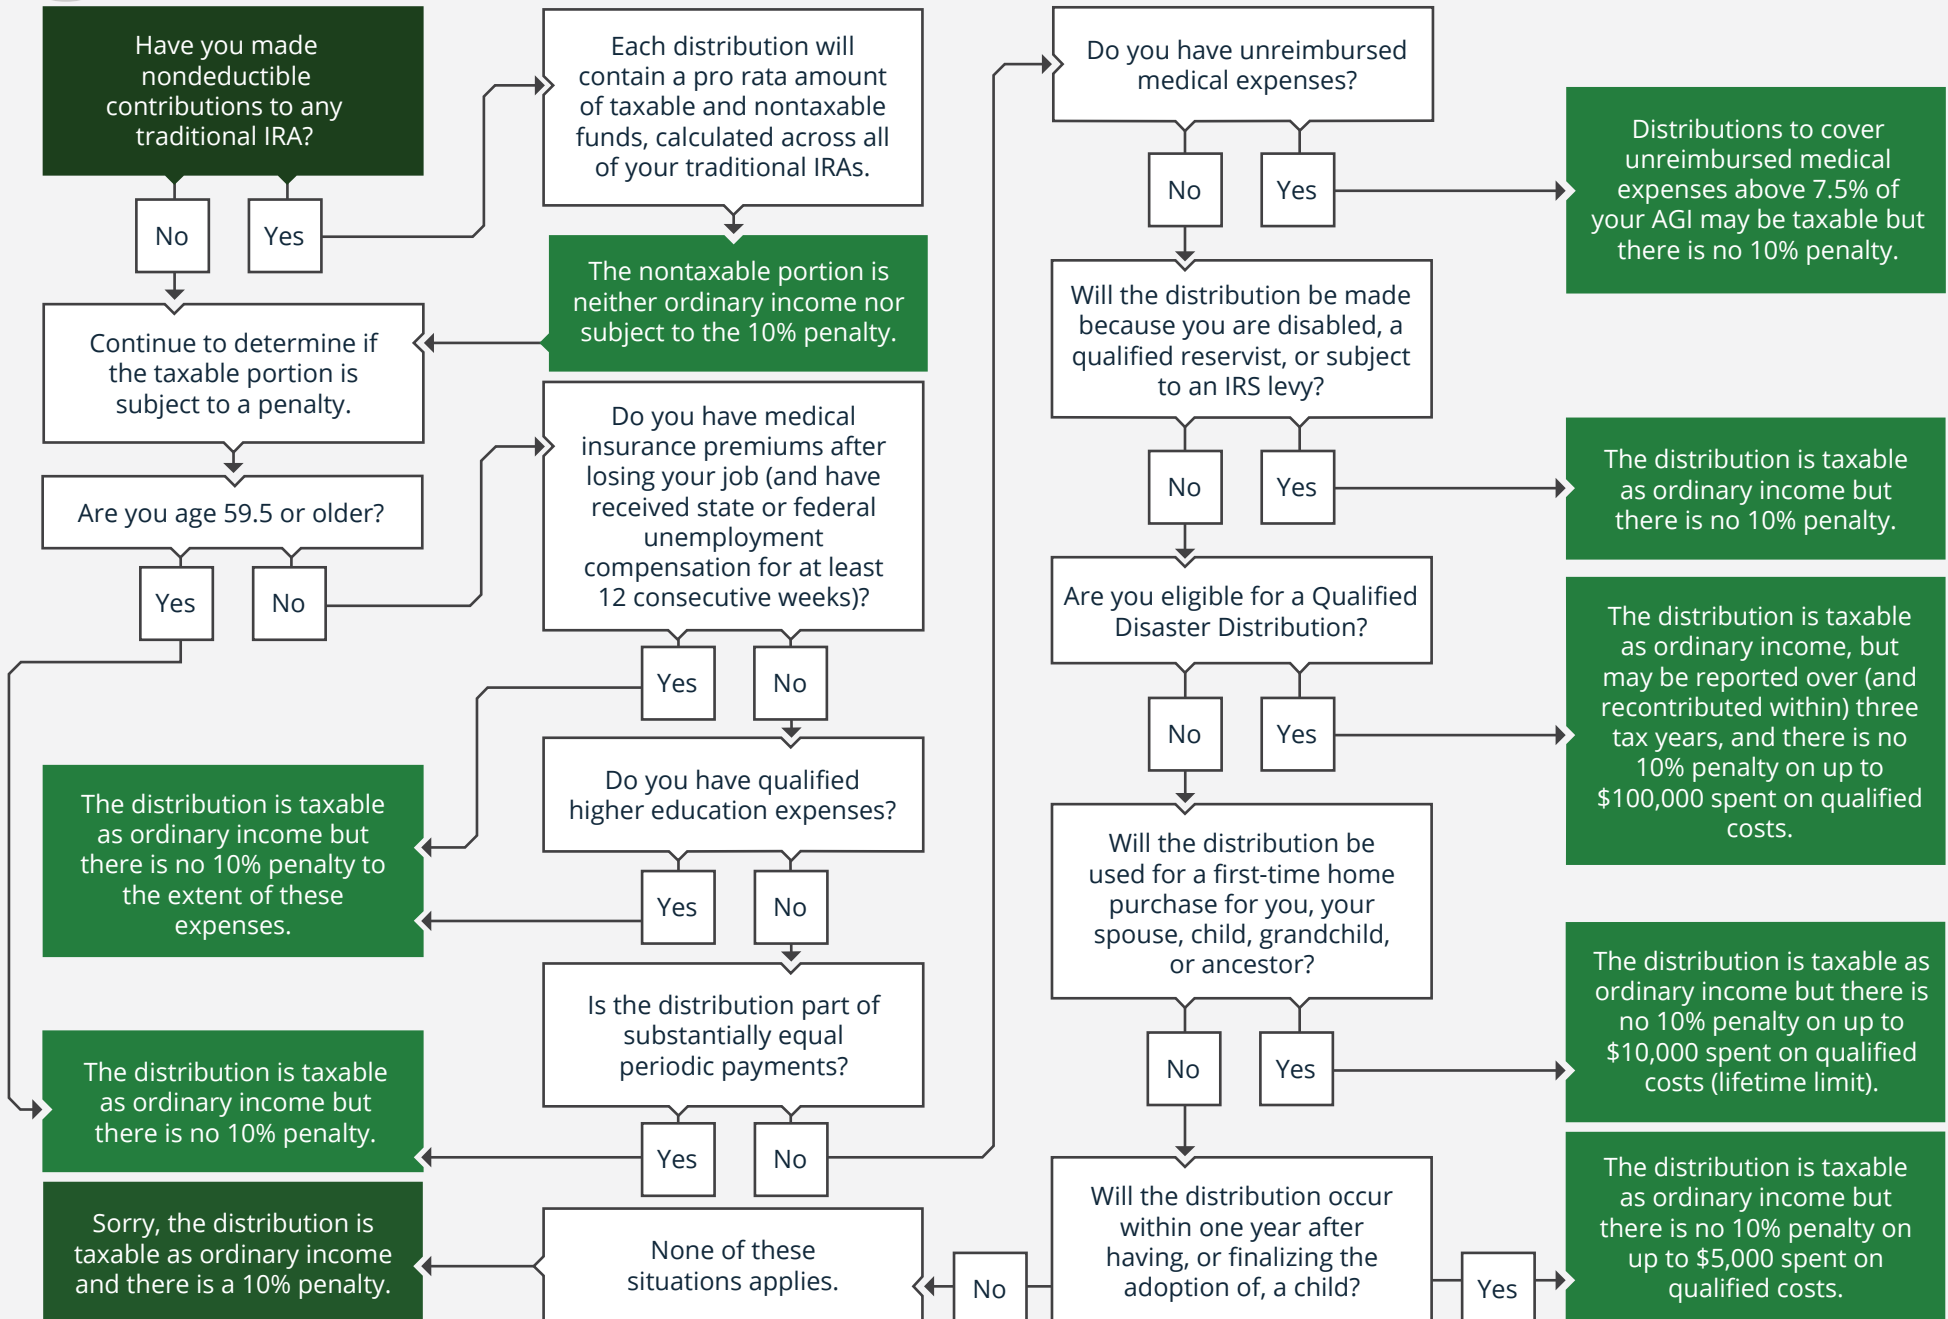 Have you made
nondeductible
contributions to any
traditional IRA?
No
Yes
Each distribution will
contain a pro rata amount
of taxable and nontaxable
funds, calculated across all
of your traditional IRAs.
The nontaxable portion is
neither ordinary income nor
subject to the 10% penalty.
Continue to determine if
the taxable portion is
subject to a penalty.
Are you age 59.5 or older?
Yes
No
Do you have medical
insurance premiums after
losing your job (and have
received state or federal
unemployment
compensation for at least
12 consecutive weeks)?
Yes
No
Do you have qualified
higher education expenses?
Yes
No
The distribution is taxable
as ordinary income but
there is no 10% penalty to
the extent of these
expenses.
Is the distribution part of
substantially equal
periodic payments?
Yes
No
The distribution is taxable
as ordinary income but
there is no 10% penalty.
Do you have unreimbursed
medical expenses?
No
Yes
Distributions to cover
unreimbursed medical
expenses above 7.5% of
your AGI may be taxable but
there is no 10% penalty.
Will the distribution be made
because you are disabled, a
qualified reservist, or subject
to an IRS levy?
No
Yes
The distribution is taxable
as ordinary income but
there is no 10% penalty.
Are you eligible for a Qualified
Disaster Distribution?
No
Yes
The distribution is taxable
as ordinary income, but
may be reported over (and
recontributed within) three
tax years, and there is no
10% penalty on up to
$100,000 spent on qualified
costs.
Will the distribution be
used for a first-time home
purchase for you, your
spouse, child, grandchild,
or ancestor?
No
Yes
The distribution is taxable as
ordinary income but there is
no 10% penalty on up to
$10,000 spent on qualified
costs (lifetime limit).
Will the distribution occur
within one year after
having, or finalizing the
adoption of, a child?
Yes
The distribution is taxable
as ordinary income but
there is no 10% penalty on
up to $5,000 spent on
qualified costs.
No
None of these
situations applies.
Sorry, the distribution is
taxable as ordinary income
and there is a 10% penalty.